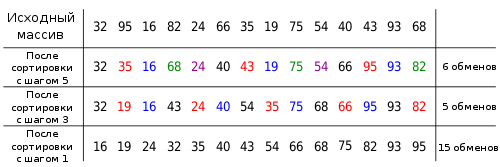 Исходный
массив
32 95 16 82 24 66 35 19 75 54 40 43 93 68
После
сортировки
с шагом 5
32 35 16 68 24 40 43 19 75 54 66 95 93 82
6 обменов
После
сортировки
с шагом 3
32 19 16 43 24 40 54 35 75 68 66 95 93 82
5 обменов
После
сортировки
с шагом 1
16 19 24 32 35 40 43 54 66 68 75 82 93 95
15 обменов